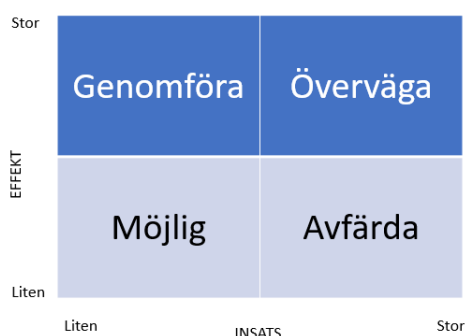 Stor
Genomföra
Överväga
EFFEKT
Möjlig
Avfärda
Liten
Liten
INSATS
Stor